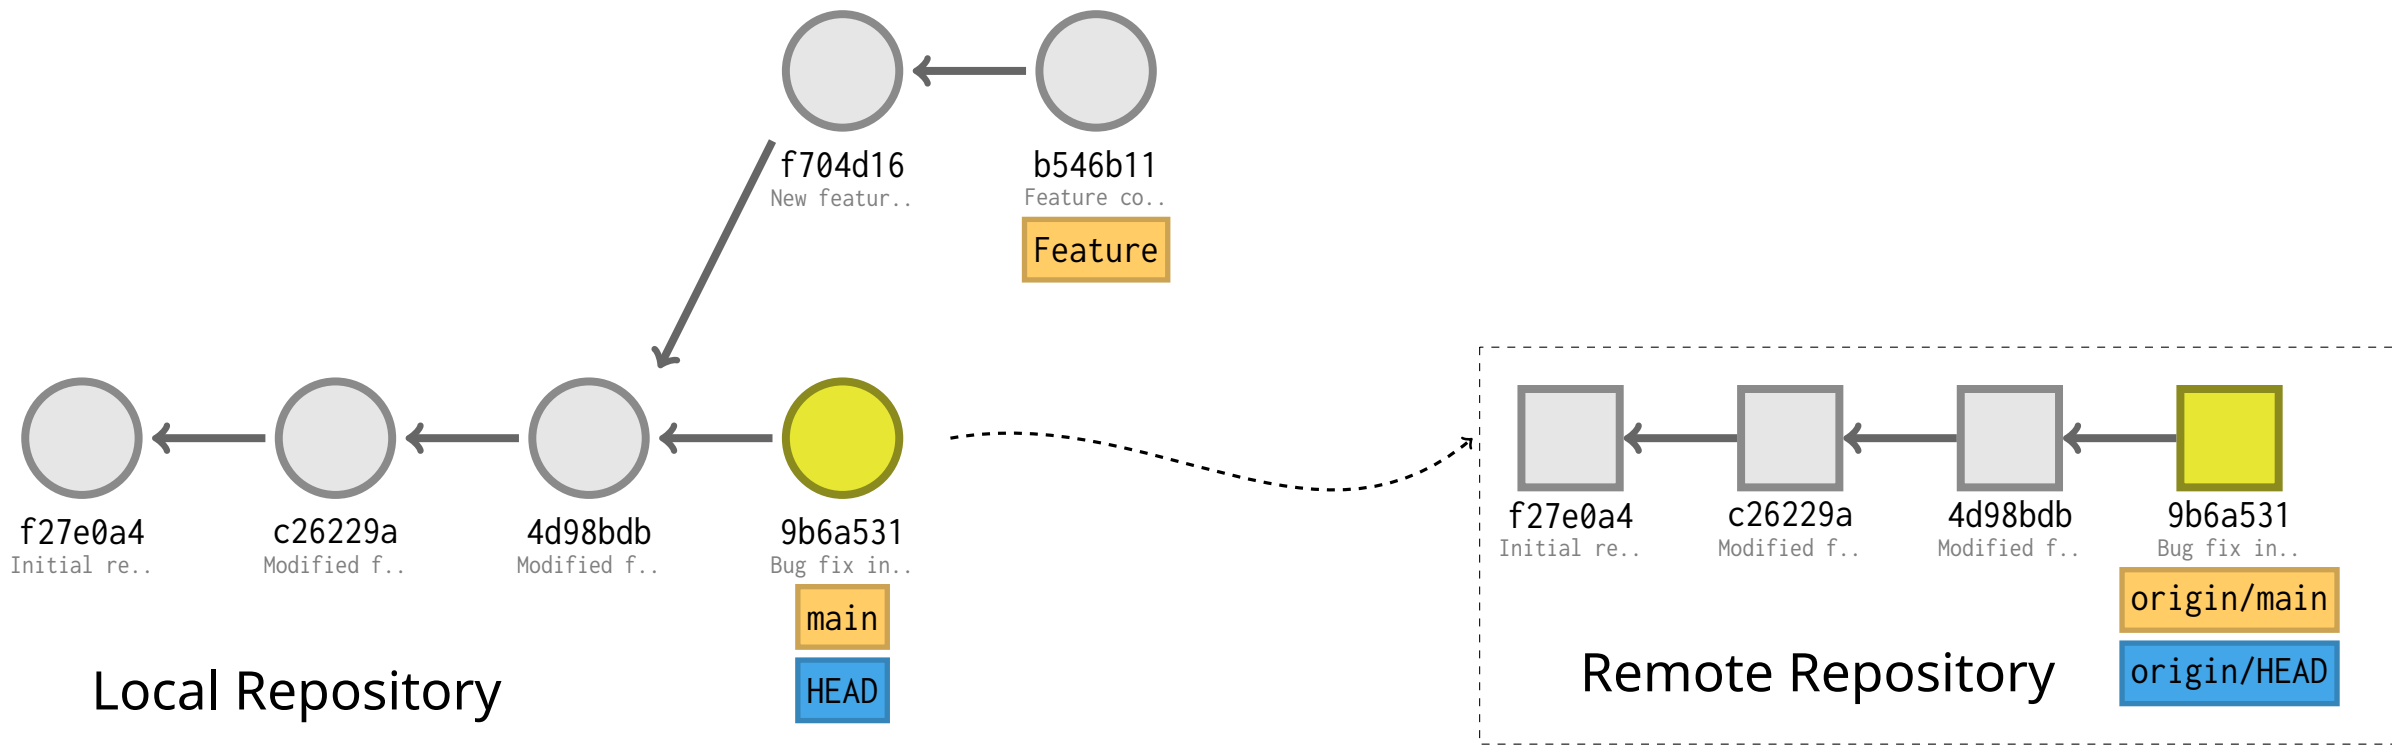 f704d16
New featur..
b546b11
Feature co..
Feature
f27e0a4
Initial re..
c26229a
Modified f..
4d98bdb
Modified f..
9b6a531
Bug fix in..
main
HEAD
Local Repository
f27e0a4
Initial re..
c26229a
Modified f..
4d98bdb
Modified f..
9b6a531
Bug fix in..
origin/main
origin/HEAD
Remote Repository